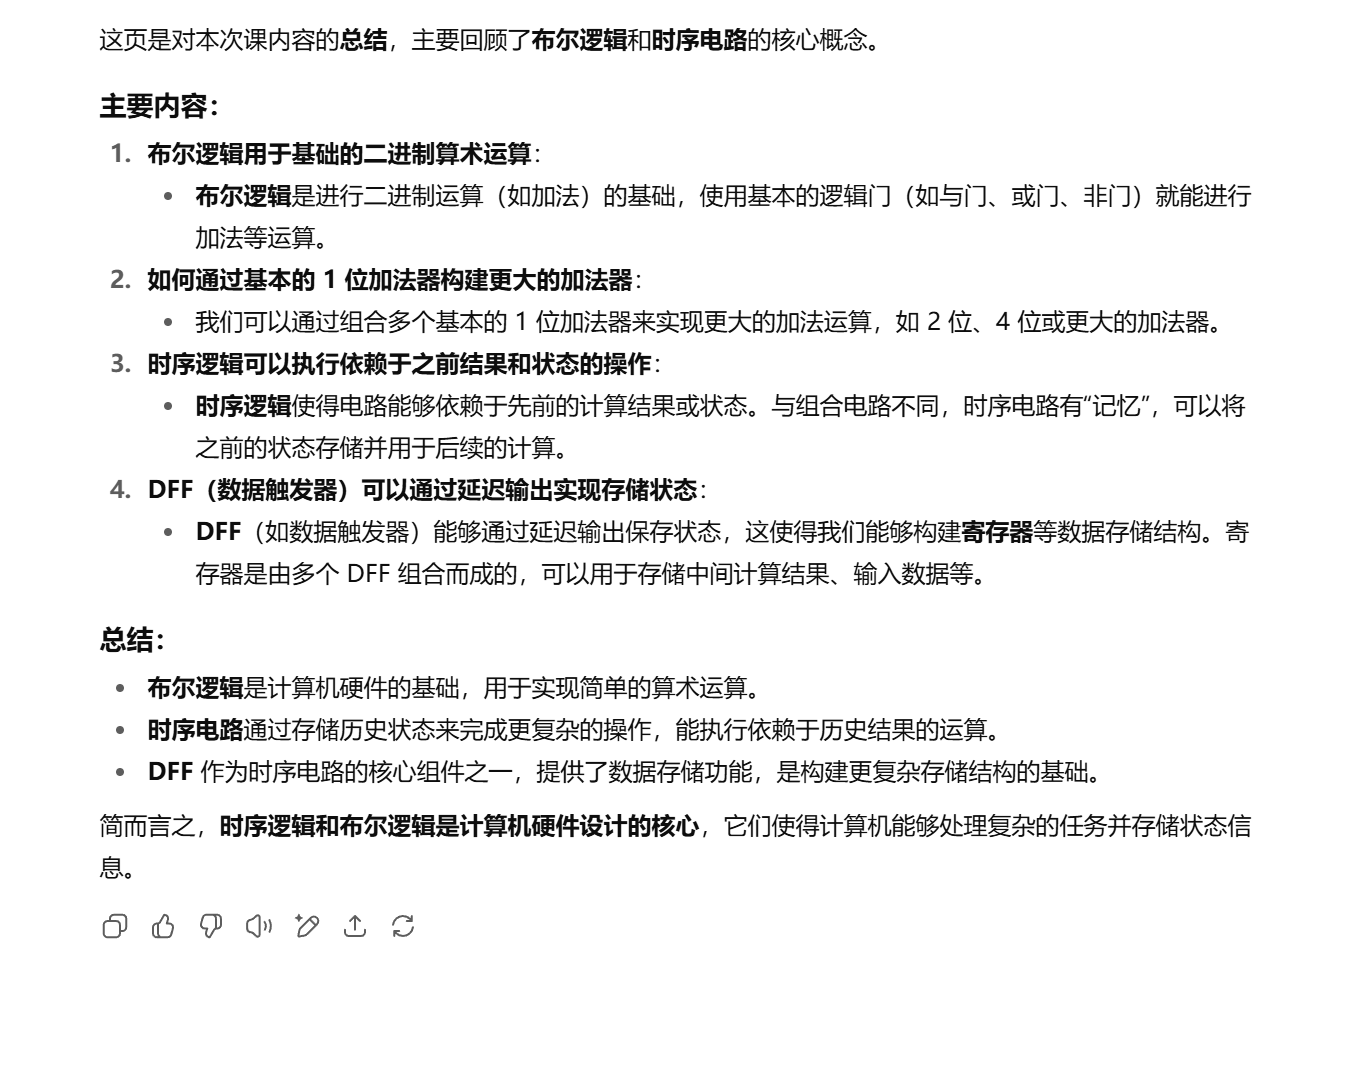 这页是对本次课内容的总结，主要回顾了布尔逻辑和时序电路的核心概念。
主要内容：
1. 布尔逻辑用于基础的二进制算术运算：
• 布尔逻辑是进行二进制运算（如加法）的基础，使用基本的逻辑门（如与门、或门、非门）就能进行
加法等运算。
2. 如何通过基本的 1 位加法器构建更大的加法器：
• 我们可以通过组合多个基本的 1 位加法器来实现更大的加法运算，如 2 位、4 位或更大的加法器。
3. 时序逻辑可以执行依赖于之前结果和状态的操作：
• 时序逻辑使得电路能够依赖于先前的计算结果或状态。与组合电路不同，时序电路有“记忆”，可以将
之前的状态存储并用于后续的计算。
4. DFF（数据触发器）可以通过延迟输出实现存储状态：
• DFF（如数据触发器）能够通过延迟输出保存状态，这使得我们能够构建寄存器等数据存储结构。寄
存器是由多个 DFF 组合而成的，可以用于存储中间计算结果、输入数据等。
总结：
• 布尔逻辑是计算机硬件的基础，用于实现简单的算术运算。
• 时序电路通过存储历史状态来完成更复杂的操作，能执行依赖于历史结果的运算。
• DFF 作为时序电路的核心组件之一，提供了数据存储功能，是构建更复杂存储结构的基础。
简而言之，时序逻辑和布尔逻辑是计算机硬件设计的核心，它们使得计算机能够处理复杂的任务并存储状态信
息。